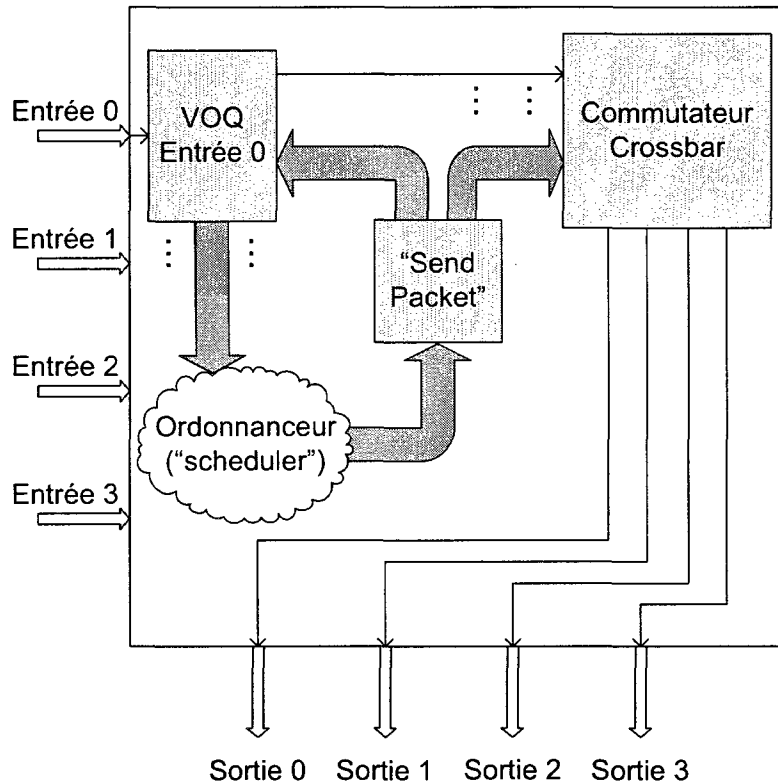 Entrée 0
VOQ
Entrée 0
Commutateur
Crossbar
Entrée 1
“Send
Packet”
Entrée 2
Ordonnanceur
(“scheduler”)
Entrée 3
Sortie 0 Sortie 1 Sortie 2 Sortie 3